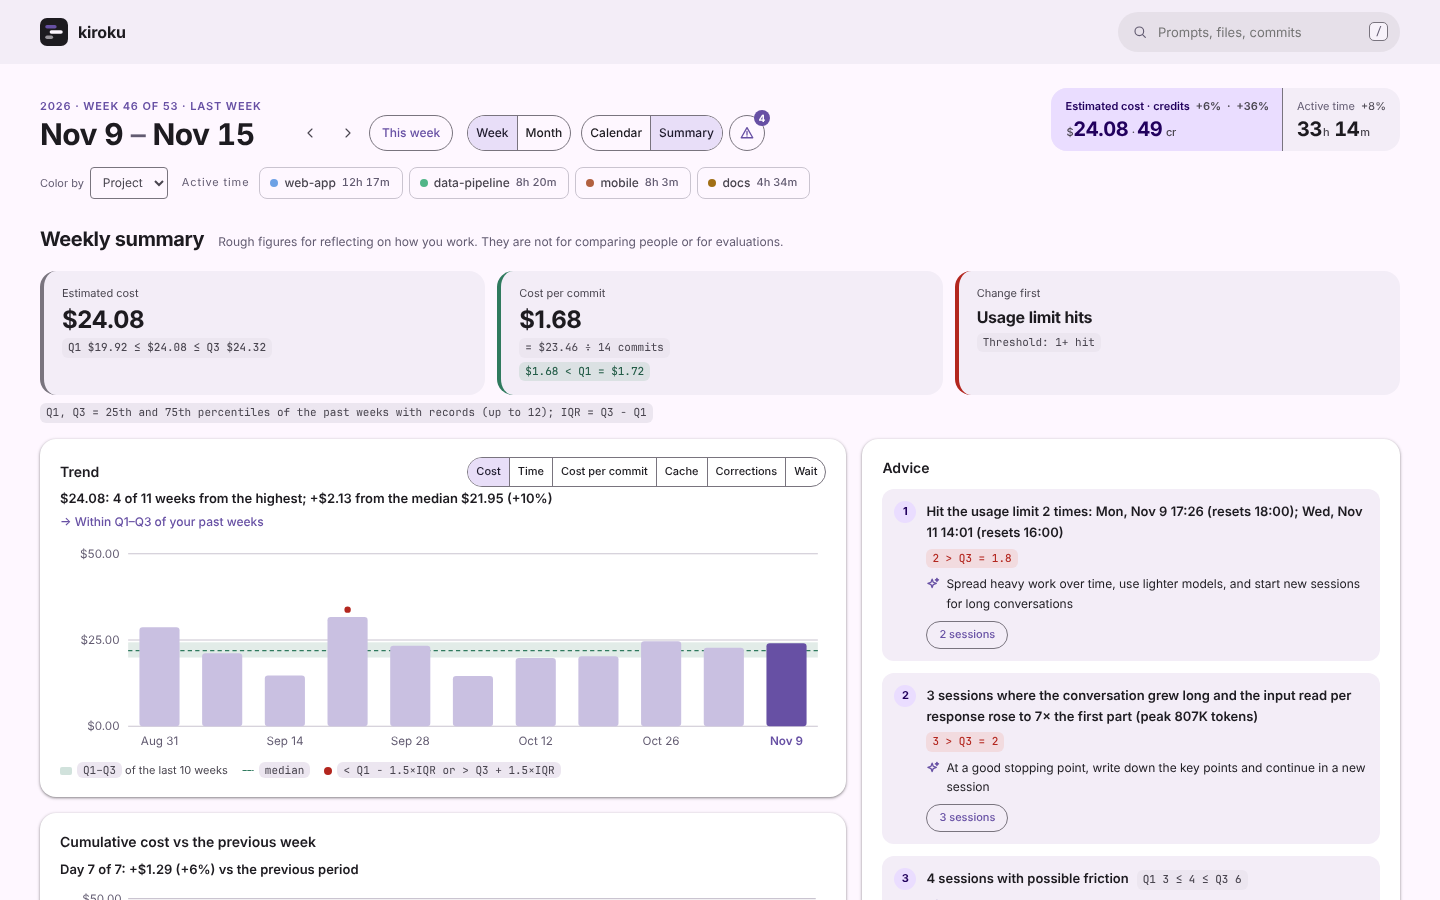 kiroku
Prompts, files, commits
/
2026 · WEEK 46 OF 53 · LAST WEEK
Nov 9 – Nov 15
This week
Week
Month
Calendar
Summary
4
Estimated cost · credits +6% · +36%
$24.08 · 49 cr
Active time +8%
33h 14m
Color by
Project
Active time
web-app 12h 17m
data-pipeline 8h 20m
mobile 8h 3m
docs 4h 34m
Weekly summary
Rough figures for reflecting on how you work. They are not for comparing people or for evaluations.
Estimated cost
$24.08
Q1 $19.92 ≤ $24.08 ≤ Q3 $24.32
Cost per commit
$1.68
= $23.46 ÷ 14 commits
$1.68 < Q1 = $1.72
Change first
Usage limit hits
Threshold: 1+ hit
Q1, Q3 = 25th and 75th percentiles of the past weeks with records (up to 12); IQR = Q3 - Q1
Trend
Cost
Time
Cost per commit
Cache
Corrections
Wait
$24.08: 4 of 11 weeks from the highest; +$2.13 from the median $21.95 (+10%)
→ Within Q1–Q3 of your past weeks
$50.00
$25.00
$0.00
Aug 31
Sep 14
Sep 28
Oct 12
Oct 26
Nov 9
Q1–Q3 of the last 10 weeks
median
< Q1 - 1.5×IQR or > Q3 + 1.5×IQR
Cumulative cost vs the previous week
Day 7 of 7: +$1.29 (+6%) vs the previous period
$50.00
Advice
1
Hit the usage limit 2 times: Mon, Nov 9 17:26 (resets 18:00); Wed, Nov
11 14:01 (resets 16:00)
2 > Q3 = 1.8
Spread heavy work over time, use lighter models, and start new sessions
for long conversations
2 sessions
2
3 sessions where the conversation grew long and the input read per
response rose to 7× the first part (peak 807K tokens)
3 > Q3 = 2
At a good stopping point, write down the key points and continue in a new
session
3 sessions
3
4 sessions with possible friction
Q1 3 ≤ 4 ≤ Q3 6